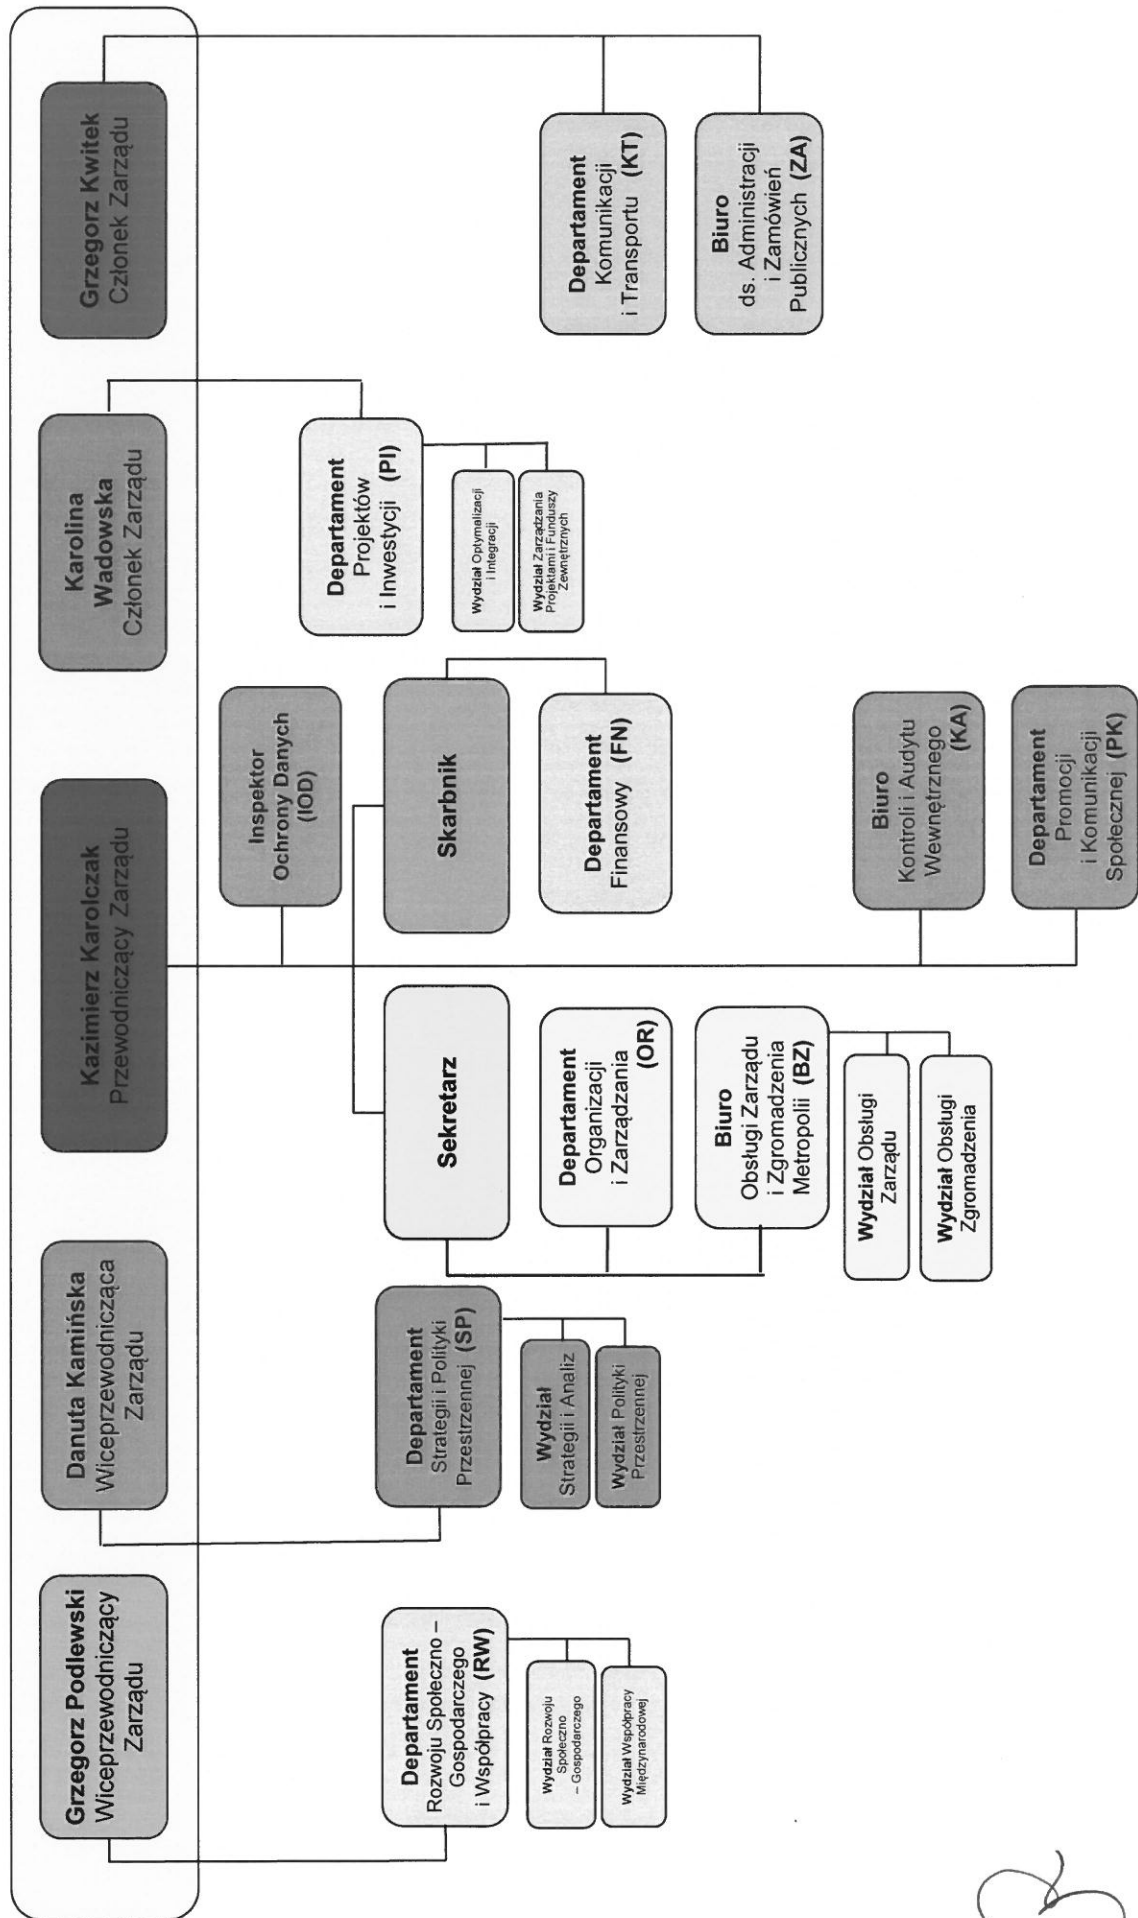 Grzegorz Podlewski
Wiceprzewodniczący
Zarządu
Danuta Kamińska
Wiceprzewodnicząca
Zarządu
Kazimierz Karolczak
Przewodniczący Zarządu
Karolina
Wadowska
Członek Zarządu
Grzegorz Kwitek
Członek Zarządu
Departament
Rozwoju Społeczno –
Gospodarczego
i Współpracy (RW)
Wydział Rozwoju
Społeczno
– Gospodarczego
Wydział Współpracy
Międzynarodowej
Departament
Strategii i Polityki
Przestrzennej (SP)
Wydział
Strategii i Analiz
Wydział Polityki
Przestrzennej
Inspektor
Ochrony Danych
(IOD)
Sekretarz
Departament
Organizacji
i Zarządzania
(OR)
Biuro
Obsługi Zarządu
i Zgromadzenia
Metropolii (BZ)
Wydział Obsługi
Zarządu
Wydział Obsługi
Zgromadzenia
Skarbnik
Departament
Finansowy (FN)
Biuro
Kontroli i Audytu
Wewnętrznego
(KA)
Departament
Promocji
i Komunikacji
Społecznej (PK)
Departament
Projektów
i Inwestycji (PI)
Wydział Optymalizacji
i Integracji
Wydział Zarządzania
Projektami i Funduszy
Zewnętrznych
Departament
Komunikacji
i Transportu (KT)
Biuro
ds. Administracji
i Zamówień
Publicznych (ZA)